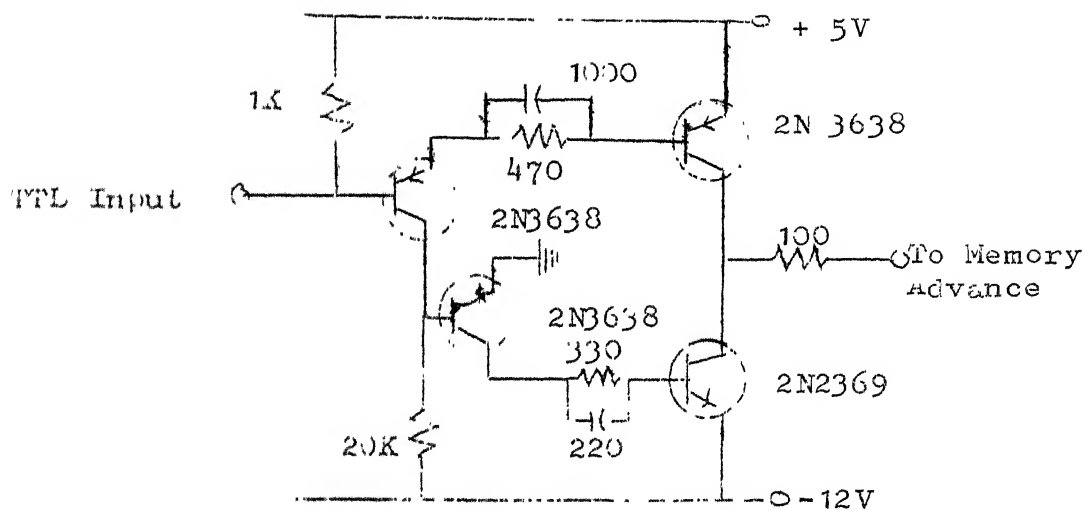 + 5V
1000
1K
2N 3638
470
TTL Input
2N3638
100
To Memory
Advance
2N3638
330
2N2369
20K
220
-12V